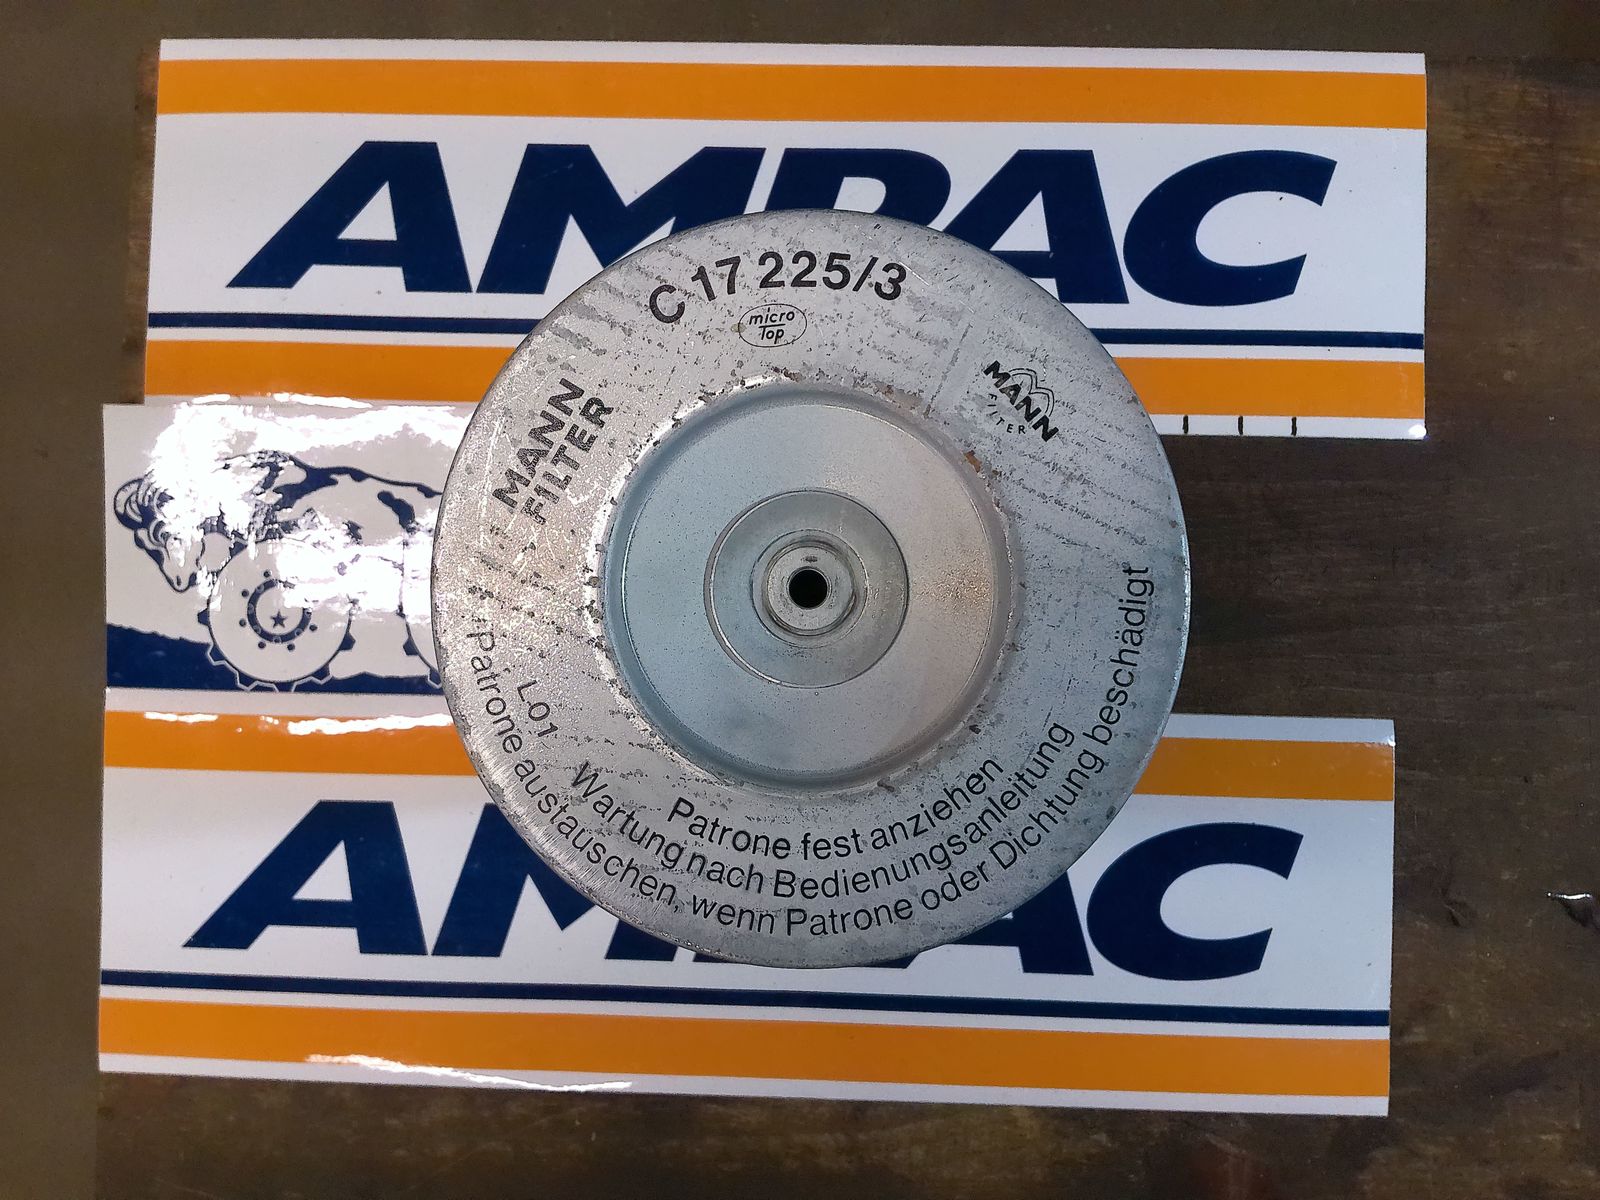 AMPAC
C 17 225/3
micro
Top
MANN
FILTER
MANN
FILTER
L01
Patrone fest anziehen
Wartung nach Bedienungsanleitung
Patrone austauschen, wenn Patrone oder Dichtung beschädigt
AMPAC